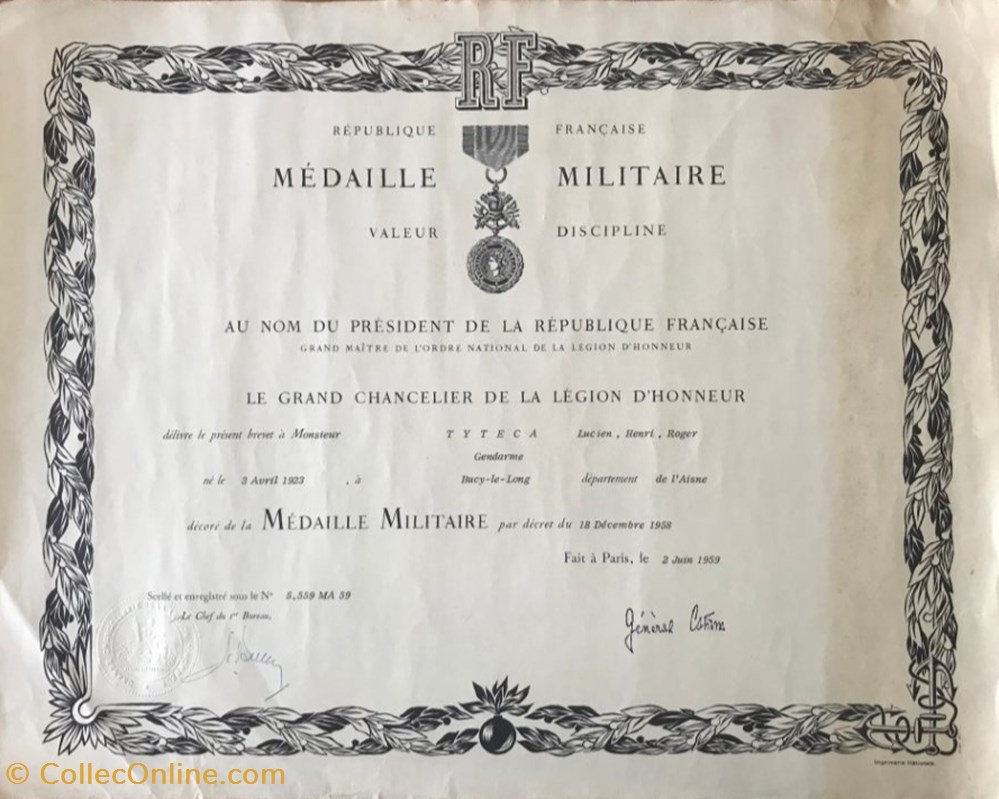 RF
RÉPUBLIQUE FRANÇAISE
MÉDAILLE MILITAIRE
VALEUR DISCIPLINE
AU NOM DU PRÉSIDENT DE LA RÉPUBLIQUE FRANÇAISE
GRAND MAÎTRE DE L'ORDRE NATIONAL DE LA LÉGION D'HONNEUR
LE GRAND CHANCELIER DE LA LÉGION D'HONNEUR
délivre le présent brevet à Monsieur TYTECA Lucien, Henri, Roger
Gendarme
né le 3 Avril 1923 , à Bucy-le-Long département de l'Aisne
décoré de la MÉDAILLE MILITAIRE par décret du 18 Décembre 1958
Fait à Paris, le 2 Juin 1959
Scellé et enregistré sous le N° 5,559 MA 59
Le Chef du 1er Bureau,
Général Catroux
Imprimerie Nationale
© CollecOnline.com